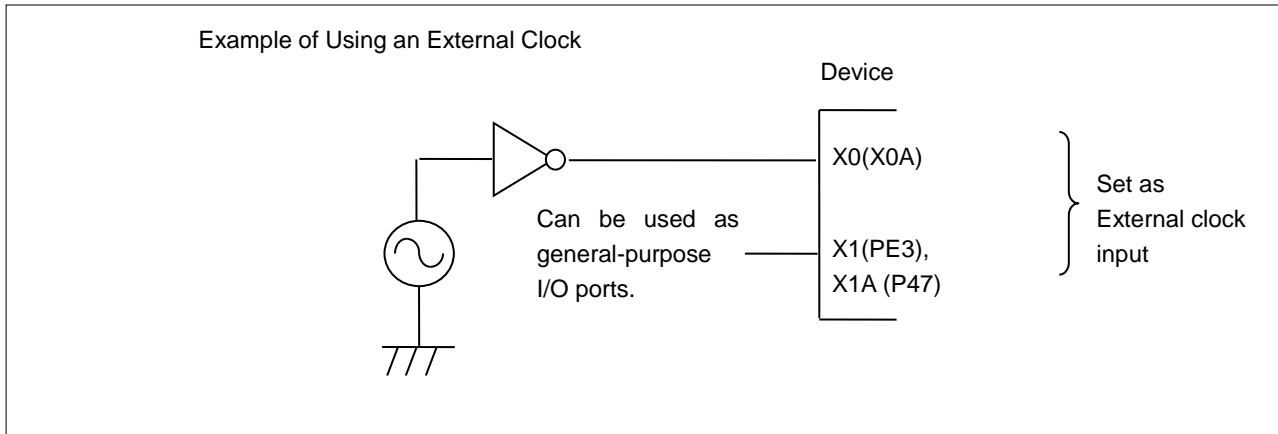 Example of Using an External Clock
Device
X0(X0A)
Can be used as
general-purpose
I/O ports.
X1(PE3),
X1A (P47)
Set as
External clock
input